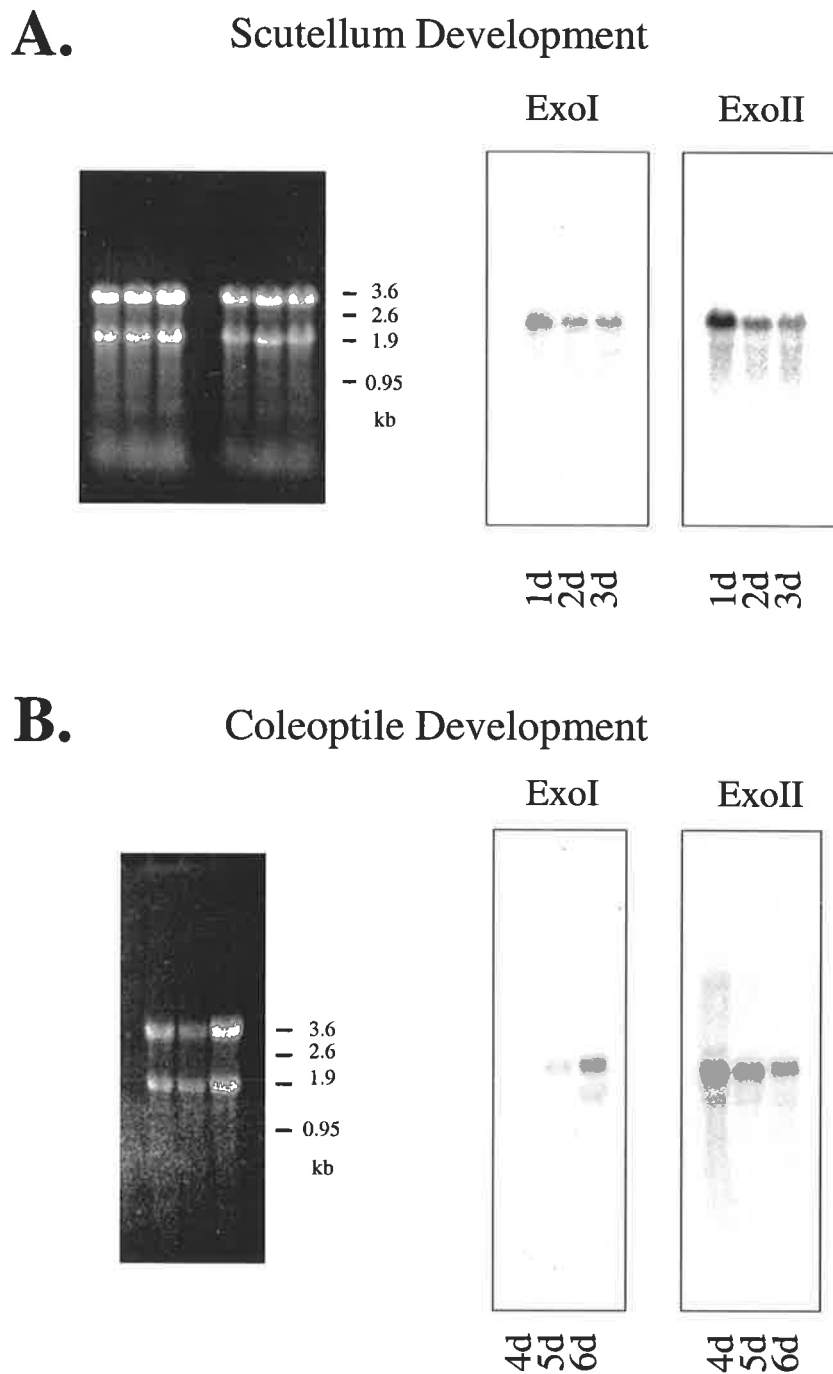 A. Scutellum Development
ExoI ExoII
3.6
2.6
1.9
0.95
kb
1d 2d 3d 1d 2d 3d
B. Coleoptile Development
ExoI ExoII
3.6
2.6
1.9
0.95
kb
4d 5d 6d 4d 5d 6d